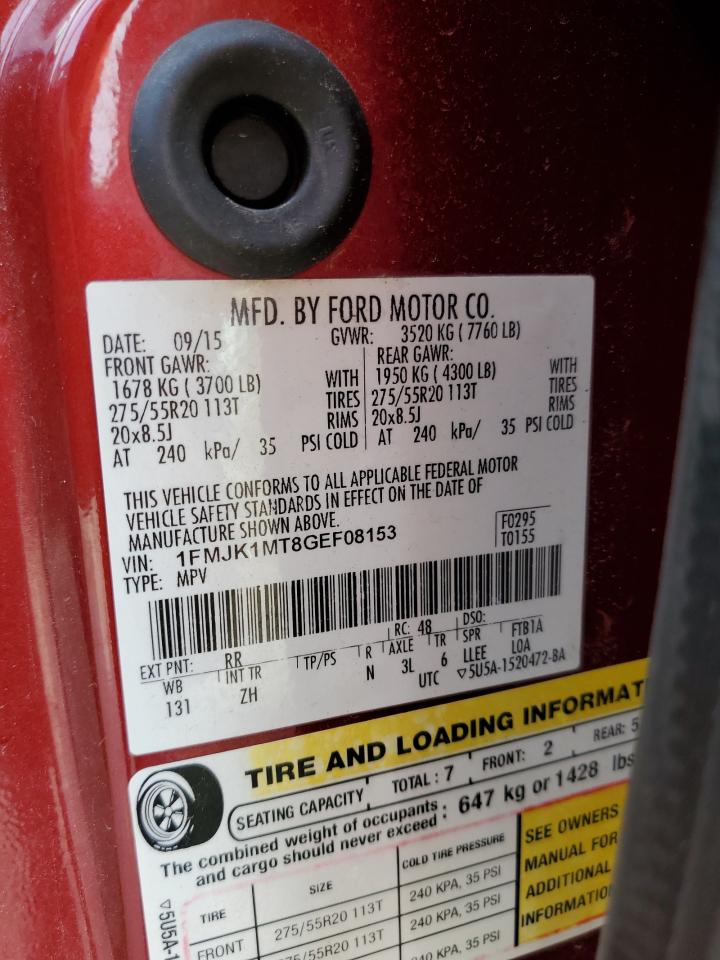 MFD. BY FORD MOTOR CO.
DATE: 09/15 GVWR: 3520 KG ( 7760 LB)
FRONT GAWR: REAR GAWR:
1678 KG ( 3700 LB) WITH 1950 KG ( 4300 LB) WITH
275/55R20 113T TIRES 275/55R20 113T TIRES
20x8.5J RIMS 20x8.5J RIMS
AT 240 kPa/ 35 PSI COLD AT 240 kPa/ 35 PSI COLD
THIS VEHICLE CONFORMS TO ALL APPLICABLE FEDERAL MOTOR
VEHICLE SAFETY STANDARDS IN EFFECT ON THE DATE OF
MANUFACTURE SHOWN ABOVE.
F0295
VIN: 1FMJK1MT8GEF08153
T0155
TYPE: MPV
EXT PNT: RR RC: 48 DSO:
WB INT TR TP/PS R AXLE TR SPR FTB1A
131 ZH N 3L 6 LLEE LOA
UTC ▽5U5A-1520472-BA
TIRE AND LOADING INFORMAT
SEATING CAPACITY TOTAL : 7 FRONT: 2 REAR: 5
The combined weight of occupants
and cargo should never exceed : 647 kg or 1428 lbs
TIRE SIZE COLD TIRE PRESSURE
FRONT 275/55R20 113T 240 KPA, 35 PSI
75/55R20 113T 240 KPA, 35 PSI
240 KPA, 35 PSI
SEE OWNERS
MANUAL FOR
ADDITIONAL
INFORMATION
▽5U5A-1